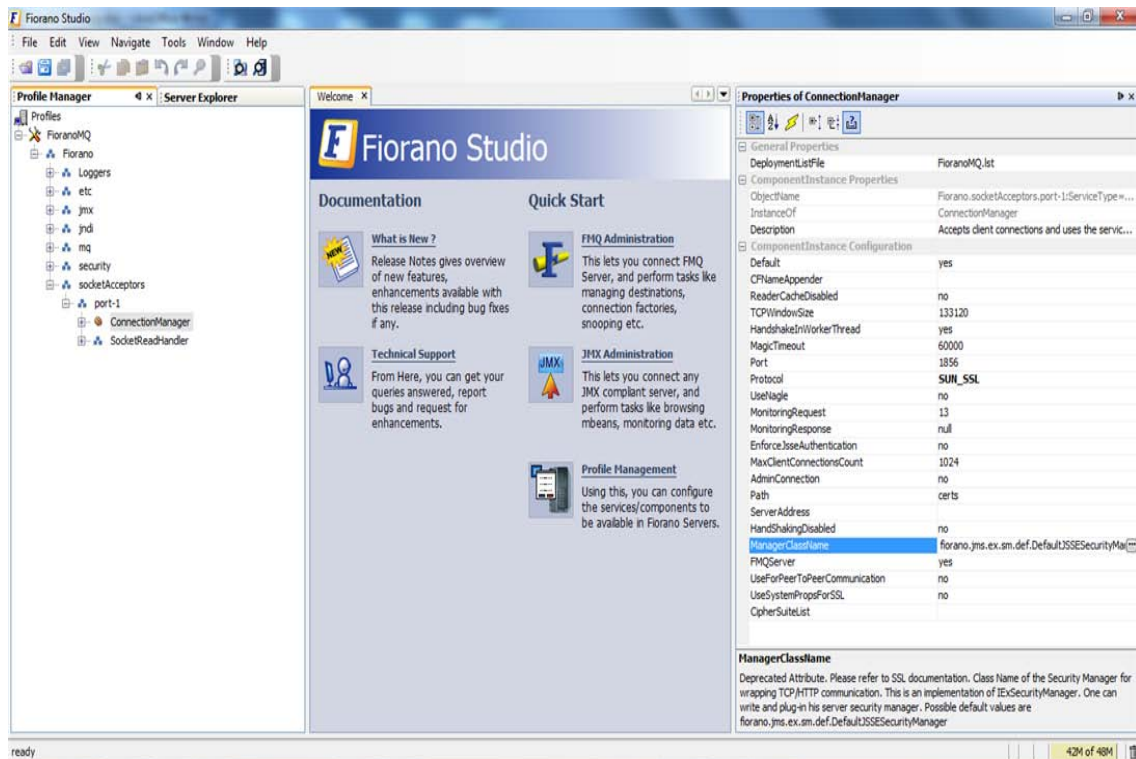 Fiorano Studio
File Edit View Navigate Tools Window Help
Profile Manager
Server Explorer
Profiles
FioranoMQ
Fiorano
Loggers
etc
jmx
jndi
mq
security
socketAcceptors
port-1
ConnectionManager
SocketReadHandler
Welcome
Fiorano Studio
Documentation
What is New ?
Release Notes gives overview
of new features,
enhancements available with
this release including bug fixes
if any.
Technical Support
From Here, you can get your
queries answered, report
bugs and request for
enhancements.
Quick Start
FMQ Administration
This lets you connect FMQ
Server, and perform tasks like
managing destinations,
connection factories,
snooping etc.
JMX Administration
This lets you connect any
JMX compliant server, and
perform tasks like browsing
mbeans, monitoring data etc.
Profile Management
Using this, you can configure
the services/components to
be available in Fiorano Servers.
Properties of ConnectionManager
General Properties
DeploymentListFile FioranoMQ.lst
ComponentInstance Properties
ObjectName Fiorano.socketAcceptors.port-1:ServiceType=...
InstanceOf ConnectionManager
Description Accepts client connections and uses the servic...
ComponentInstance Configuration
Default yes
CFNameAppender
ReaderCacheDisabled no
TCPWindowSize 133120
HandshakeInWorkerThread yes
MagicTimeout 60000
Port 1856
Protocol SUN_SSL
UseNagle no
MonitoringRequest 13
MonitoringResponse null
EnforceJsseAuthentication no
MaxClientConnectionsCount 1024
AdminConnection no
Path certs
ServerAddress
HandShakingDisabled no
ManagerClassName fiorano.jms.ex.sm.def.DefaultJSSESecurityMa
FMQServer yes
UseForPeerToPeerCommunication no
UseSystemPropsForSSL no
CipherSuiteList
ManagerClassName
Deprecated Attribute. Please refer to SSL documentation. Class Name of the Security Manager for
wrapping TCP/HTTP communication. This is an implementation of IExSecurityManager. One can
write and plug-in his server security manager. Possible default values are
fiorano.jms.ex.sm.def.DefaultJSSESecurityManager
ready
42M of 48M